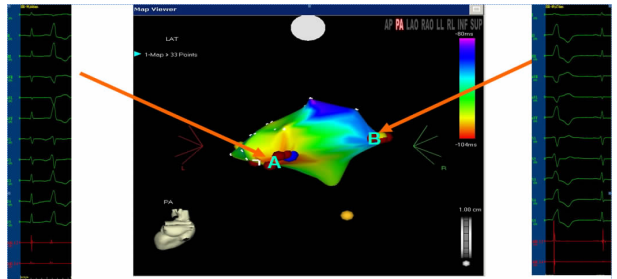 Map Viewer
AP PA LAO RAO LL RL INF SUP
LAT
1-Map > 33 Points
-60ms
-104ms
A
B
L
R
PA
1.00 cm